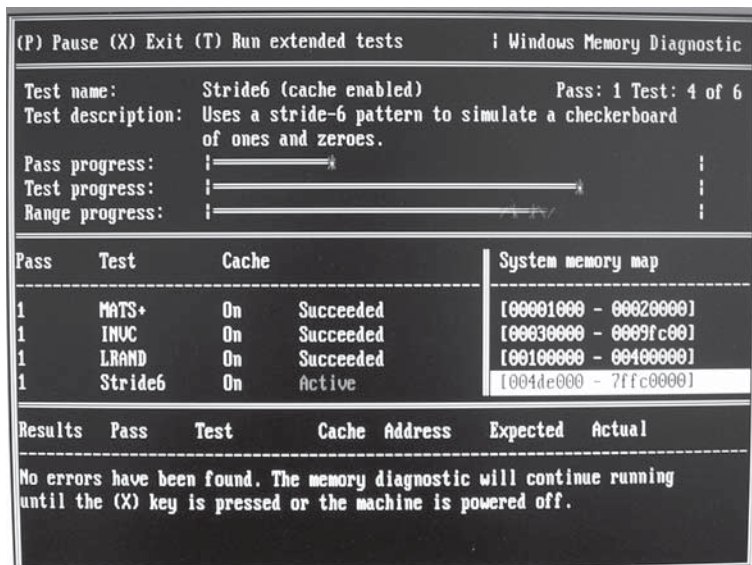 (P) Pause (X) Exit (T) Run extended tests ¦ Windows Memory Diagnostic
Test name: Stride6 (cache enabled) Pass: 1 Test: 4 of 6
Test description: Uses a stride-6 pattern to simulate a checkerboard
of ones and zeroes.
Pass progress:
Test progress:
Range progress:
Pass Test Cache System memory map
1 MATS+ On Succeeded [00001000 - 00020000]
1 INVC On Succeeded [00030000 - 0009fc00]
1 LRAND On Succeeded [00100000 - 00400000]
1 Stride6 On Active [004de000 - 7ffc0000]
Results Pass Test Cache Address Expected Actual
No errors have been found. The memory diagnostic will continue running
until the (X) key is pressed or the machine is powered off.